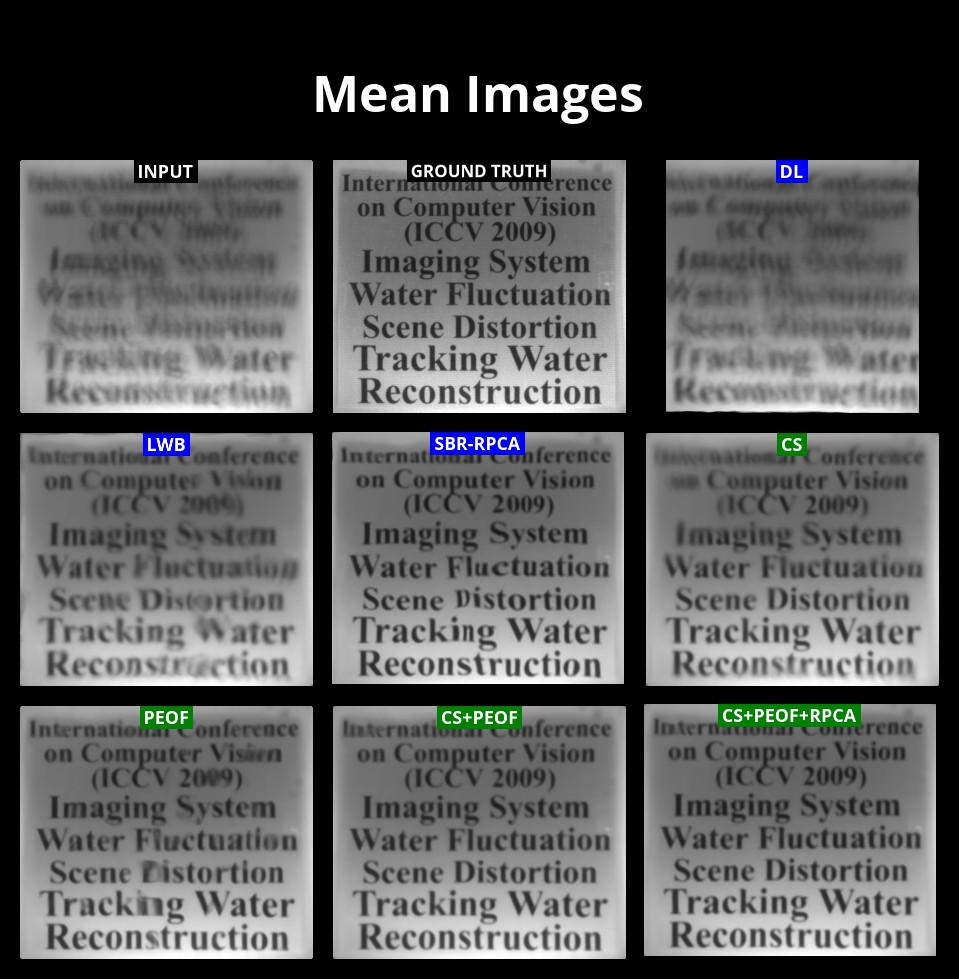 Mean Images
INPUT
on Computer Vision
(ICCV 2009)
Imaging System
Water Fluctuation
Scene Distortion
Tracking Water
Reconstruction
GROUND TRUTH
International Conference
on Computer Vision
(ICCV 2009)
Imaging System
Water Fluctuation
Scene Distortion
Tracking Water
Reconstruction
DL
on Computer Vision
(ICCV 2009)
Imaging System
Water Fluctuation
Scene Distortion
Tracking Water
Reconstruction
LWB
International Conference
on Computer Vision
(ICCV 2009)
Imaging System
Water Fluctuation
Scene Distortion
Tracking Water
Reconstruction
SBR-RPCA
International Conference
on Computer Vision
(ICCV 2009)
Imaging System
Water Fluctuation
Scene Distortion
Tracking Water
Reconstruction
CS
International Conference
on Computer Vision
(ICCV 2009)
Imaging System
Water Fluctuation
Scene Distortion
Tracking Water
Reconstruction
PEOF
International Conference
on Computer Vision
(ICCV 2009)
Imaging System
Water Fluctuation
Scene Distortion
Tracking Water
Reconstruction
CS+PEOF
International Conference
on Computer Vision
(ICCV 2009)
Imaging System
Water Fluctuation
Scene Distortion
Tracking Water
Reconstruction
CS+PEOF+RPCA
International Conference
on Computer Vision
(ICCV 2009)
Imaging System
Water Fluctuation
Scene Distortion
Tracking Water
Reconstruction